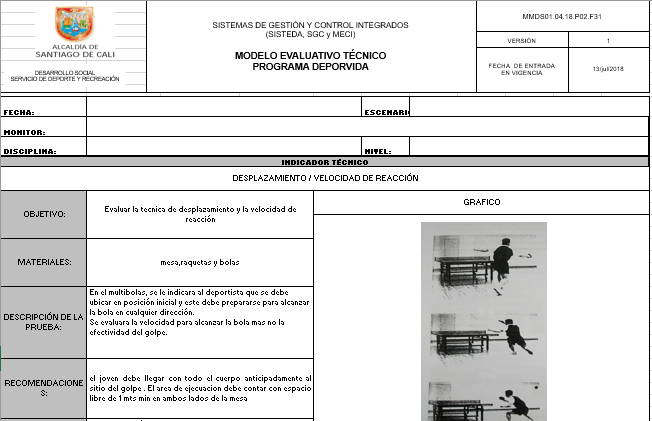 ALCALDÍA DE
SANTIAGO DE CALI
DESARROLLO SOCIAL
SERVICIO DE DEPORTE Y RECREACIÓN
SISTEMAS DE GESTIÓN Y CONTROL INTEGRADOS
(SISTEDA, SGC y MECI)
MODELO EVALUATIVO TÉCNICO
PROGRAMA DEPORVIDA
MMDS01.04.18.P02.F31
VERSIÓN 1
FECHA DE ENTRADA
EN VIGENCIA
13/jul/2018
FECHA: ESCENARIO
MONITOR:
DISCIPLINA: NIVEL:
INDICADOR TÉCNICO
DESPLAZAMIENTO / VELOCIDAD DE REACCIÓN
OBJETIVO:
Evaluar la tecnica de desplazamiento y la velocidad de
reacción
GRAFICO
MATERIALES:
mesa,raquetas y bolas
DESCRIPCIÓN DE LA
PRUEBA:
En el multibolas, se le indicara al deportista que se debe
ubicar en posición inicial y este debe prepararse para alcanzar
la bola en cualquier dirección.
Se evaluara la velocidad para alcanzar la bola mas no la
efectividad del golpe.
RECOMENDACIONE
S:
el joven debe llegar con todo el cuerpo anticipadamente al
sitio del golpe . El area de ejecucion debe contar con espacio
libre de 1 mts min en ambos lados de la mesa